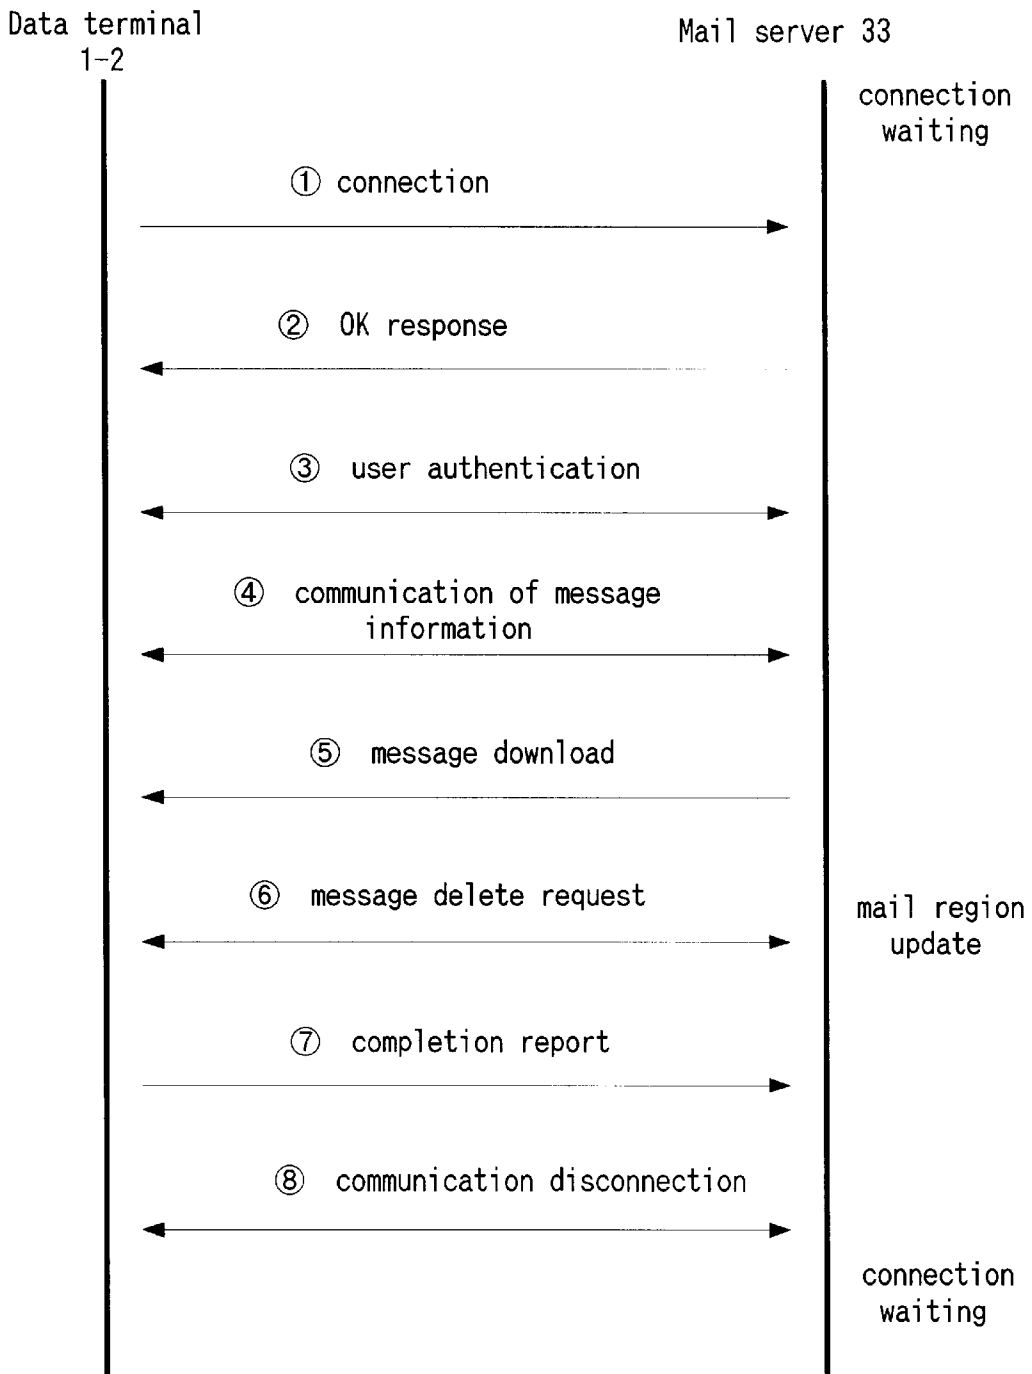 Data terminal
1-2
Mail server 33
connection
waiting
① connection
② OK response
③ user authentication
④ communication of message
information
⑤ message download
⑥ message delete request
mail region
update
⑦ completion report
⑧ communication disconnection
connection
waiting